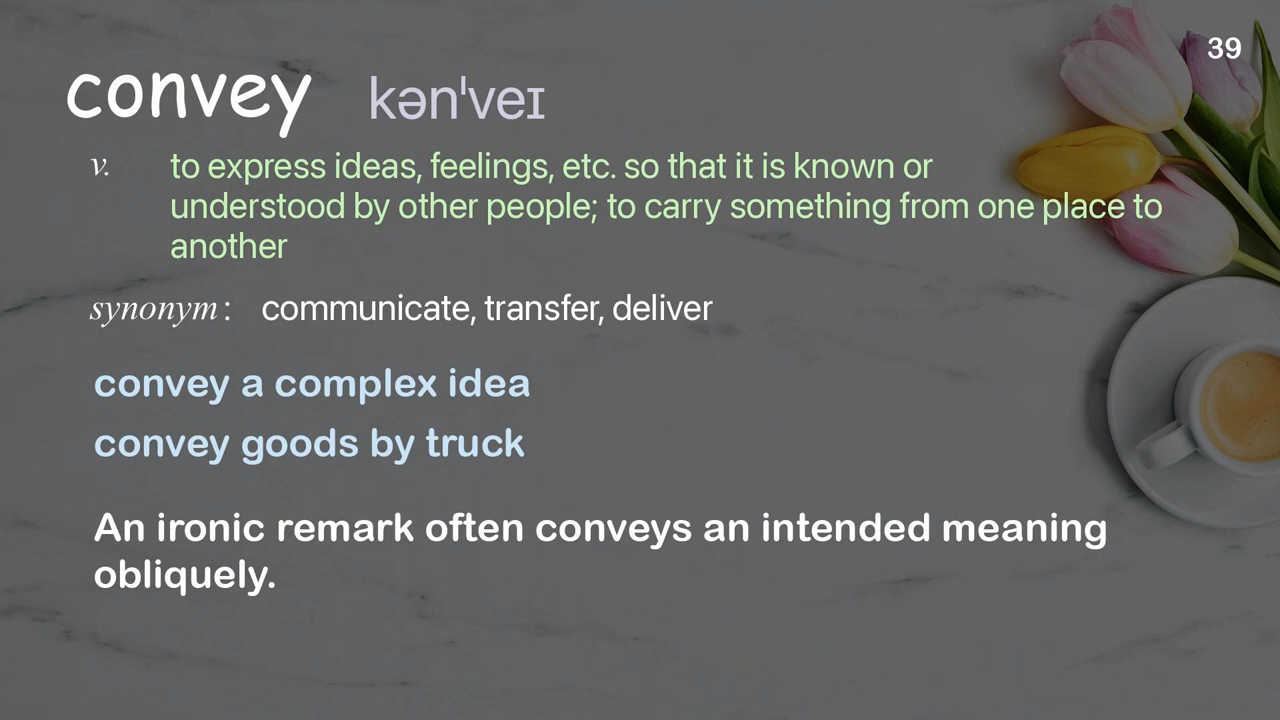 39
convey kən'veɪ
v. to express ideas, feelings, etc. so that it is known or
understood by other people; to carry something from one place to
another
synonym: communicate, transfer, deliver
convey a complex idea
convey goods by truck
An ironic remark often conveys an intended meaning
obliquely.